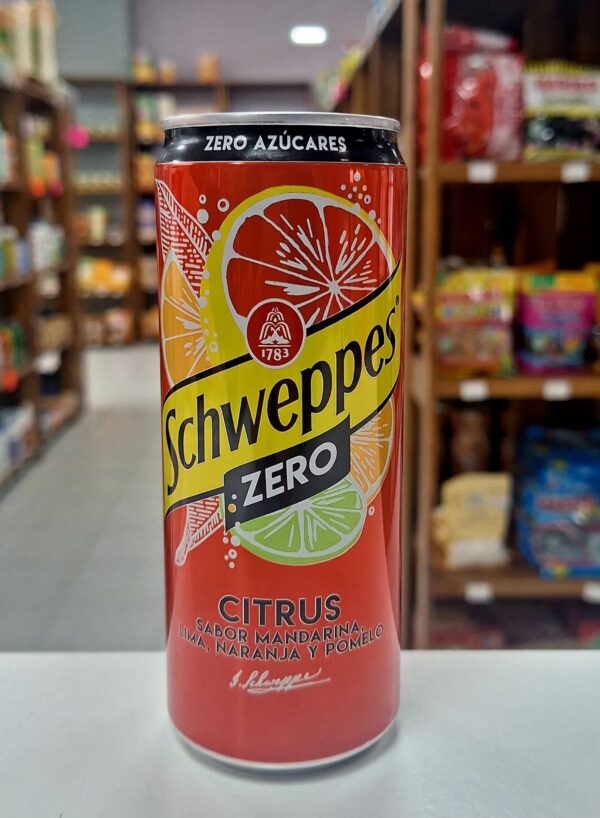 ZERO AZÚCARES
1783
Schweppes®
ZERO
CITRUS
SABOR MANDARINA,
LIMA, NARANJA Y POMELO
J. Schweppe